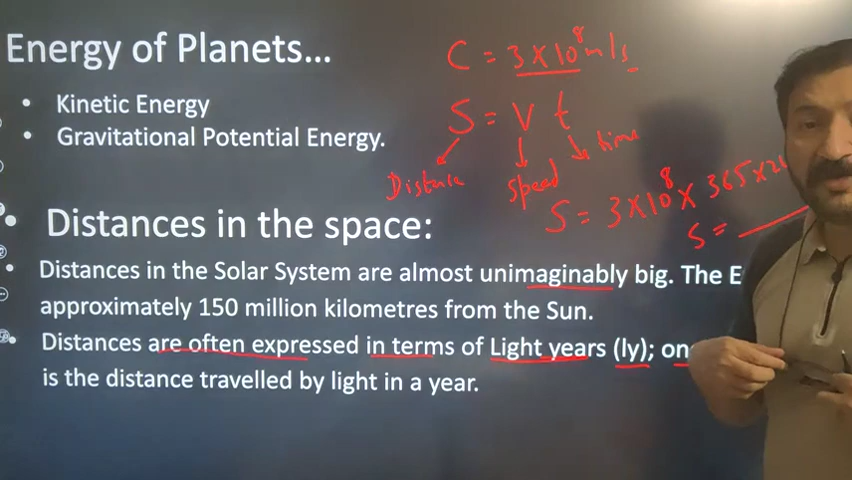 Energy of Planets...
C = 3 X 10⁸ m/s
• Kinetic Energy
• Gravitational Potential Energy.
S = V t
Distance speed time
S = 3 X 10⁸ X 365 X
S =
Distances in the space:
• Distances in the Solar System are almost unimaginably big. The E
approximately 150 million kilometres from the Sun.
Distances are often expressed in terms of Light years (ly); on
is the distance travelled by light in a year.